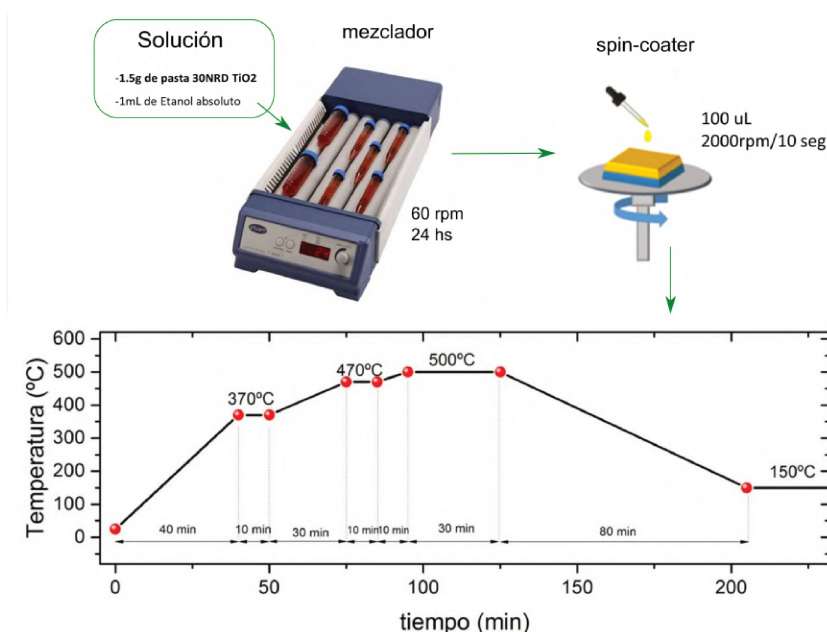 Solución
-1.5g de pasta 30NRD TiO2
-1mL de Etanol absoluto
mezclador
60 rpm
24 hs
spin-coater
100 uL
2000rpm/10 seg
Temperatura (ºC)
600
500
400
300
200
100
0
370ºC
470ºC
500ºC
150ºC
40 min
10 min
30 min
10 min
10 min
30 min
80 min
0
50
100
150
200
tiempo (min)